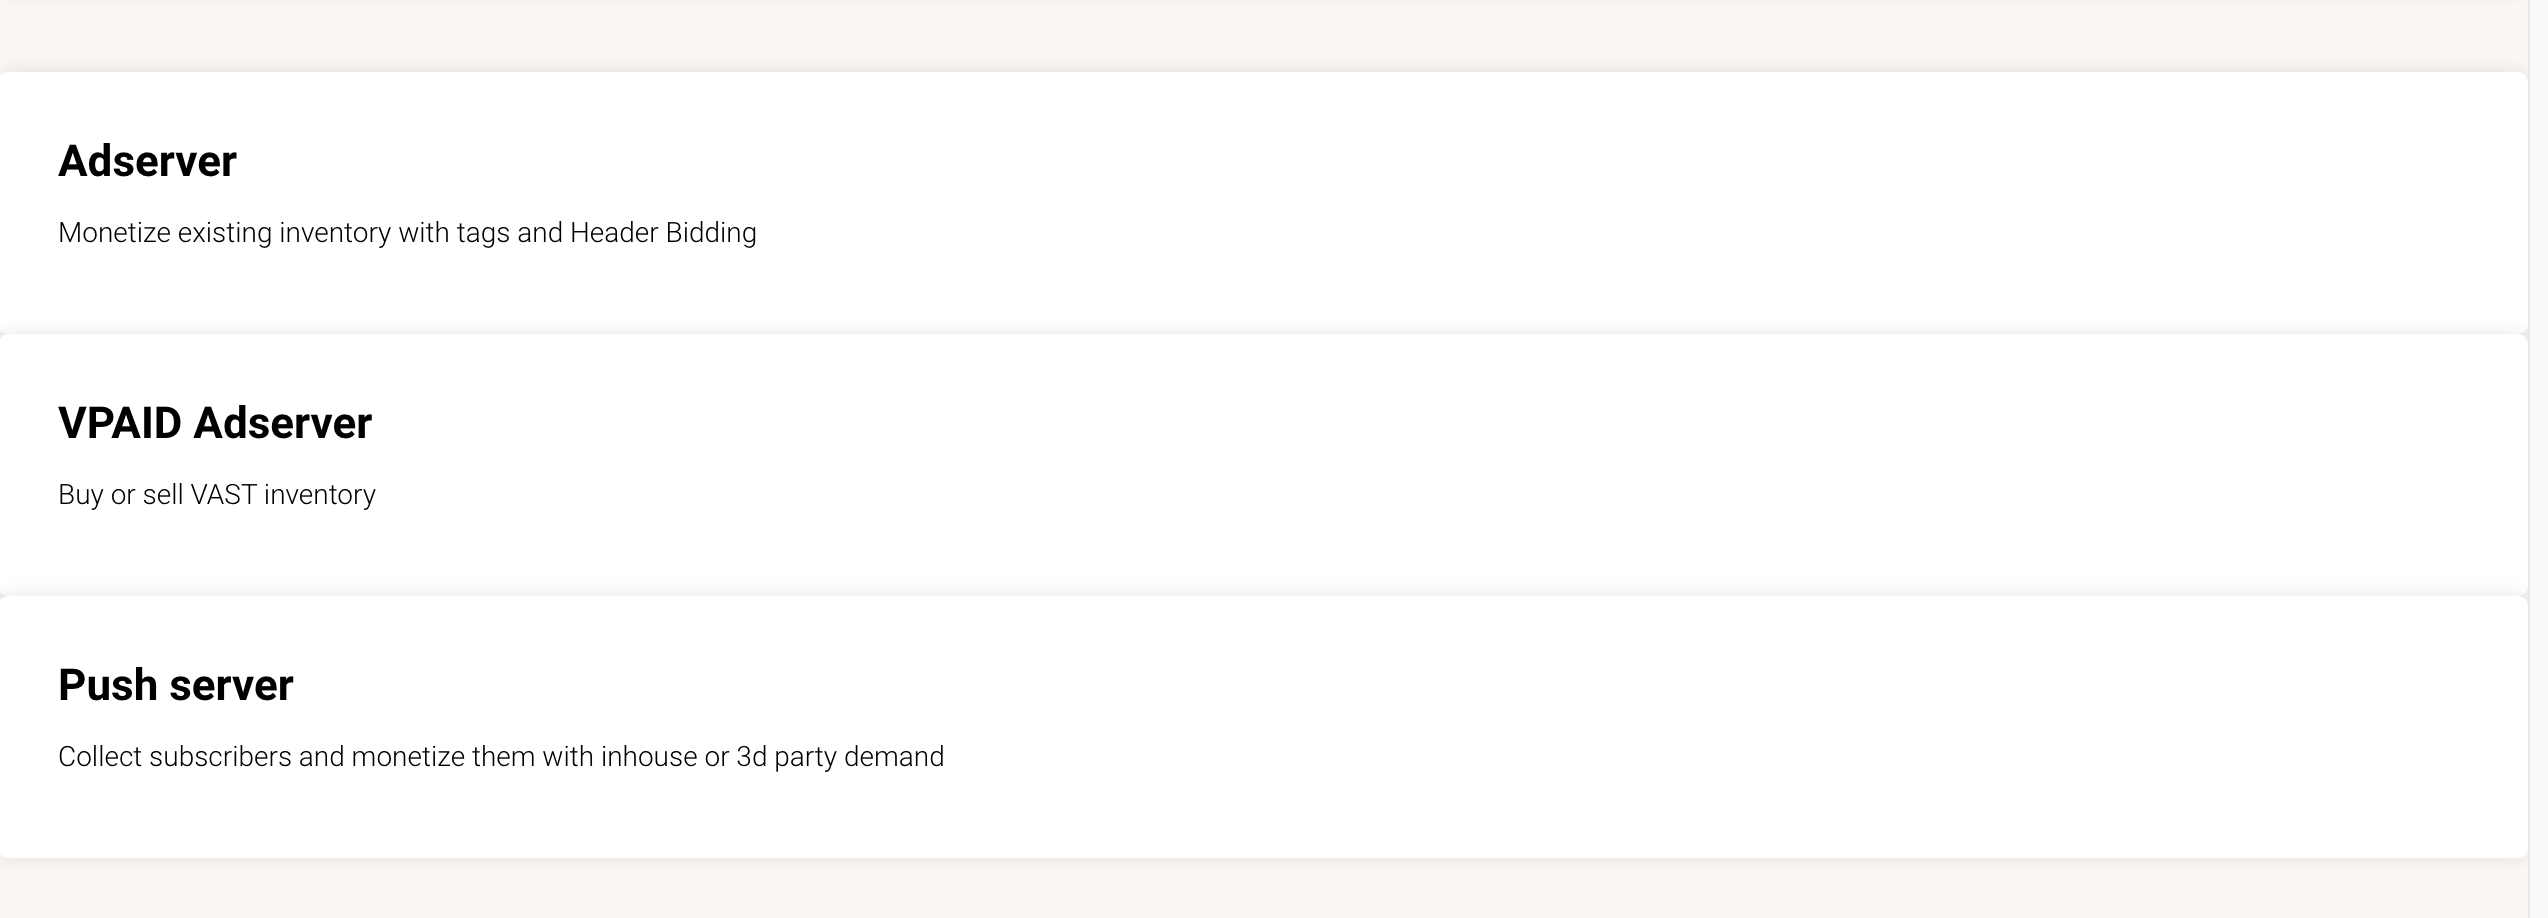 Adserver
Monetize existing inventory with tags and Header Bidding
VPAID Adserver
Buy or sell VAST inventory
Push server
Collect subscribers and monetize them with inhouse or 3d party demand